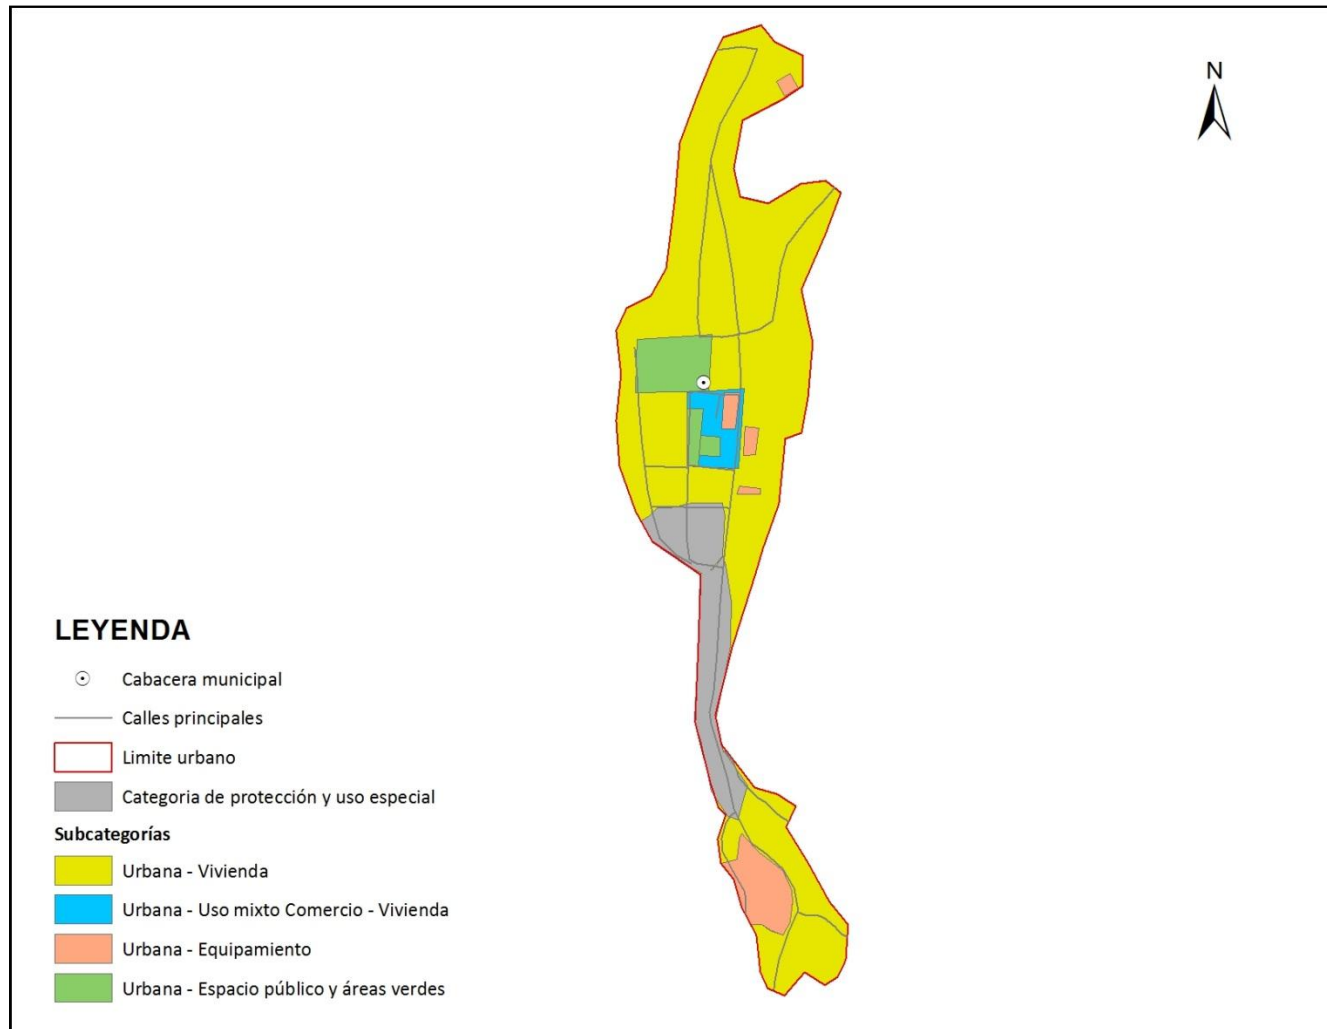 N
LEYENDA
Cabacera municipal
Calles principales
Limite urbano
Categoria de protección y uso especial
Subcategorías
Urbana - Vivienda
Urbana - Uso mixto Comercio - Vivienda
Urbana - Equipamiento
Urbana - Espacio público y áreas verdes